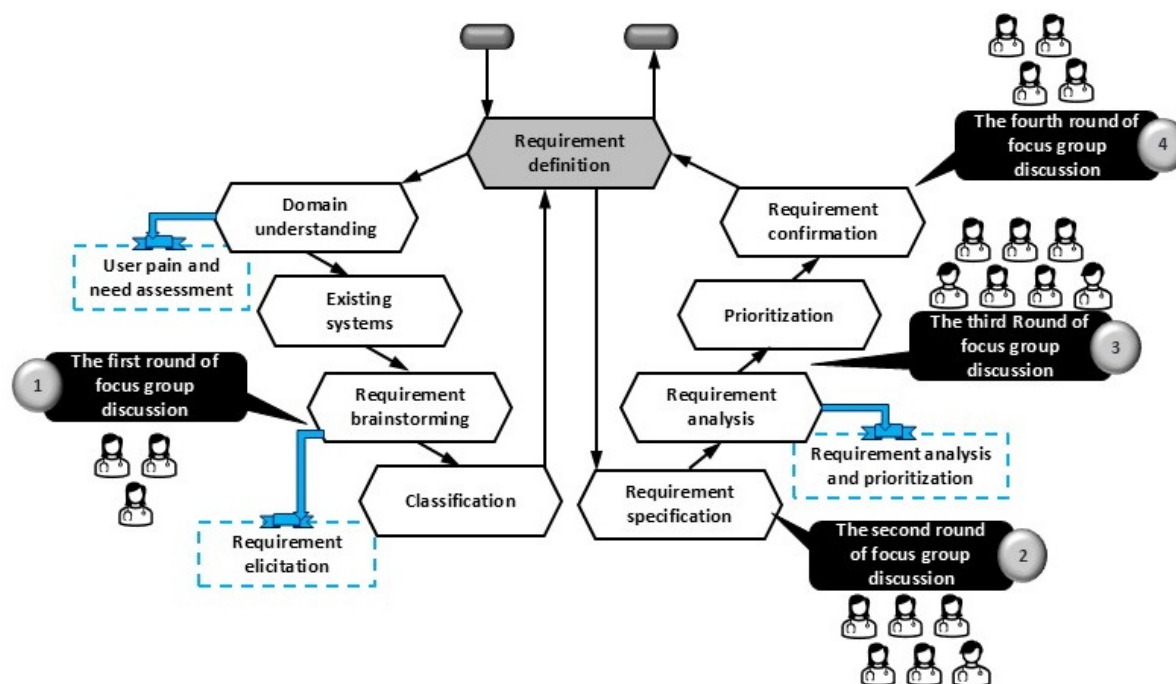 Requirement
definition
Domain
understanding
User pain and
need assessment
Existing
systems
1
The first round of
focus group
discussion
Requirement
brainstorming
Classification
Requirement
elicitation
The fourth round of
focus group
discussion
4
Requirement
confirmation
Prioritization
The third Round of
focus group
discussion
3
Requirement
analysis
Requirement analysis
and prioritization
Requirement
specification
The second round
of focus group
discussion
2